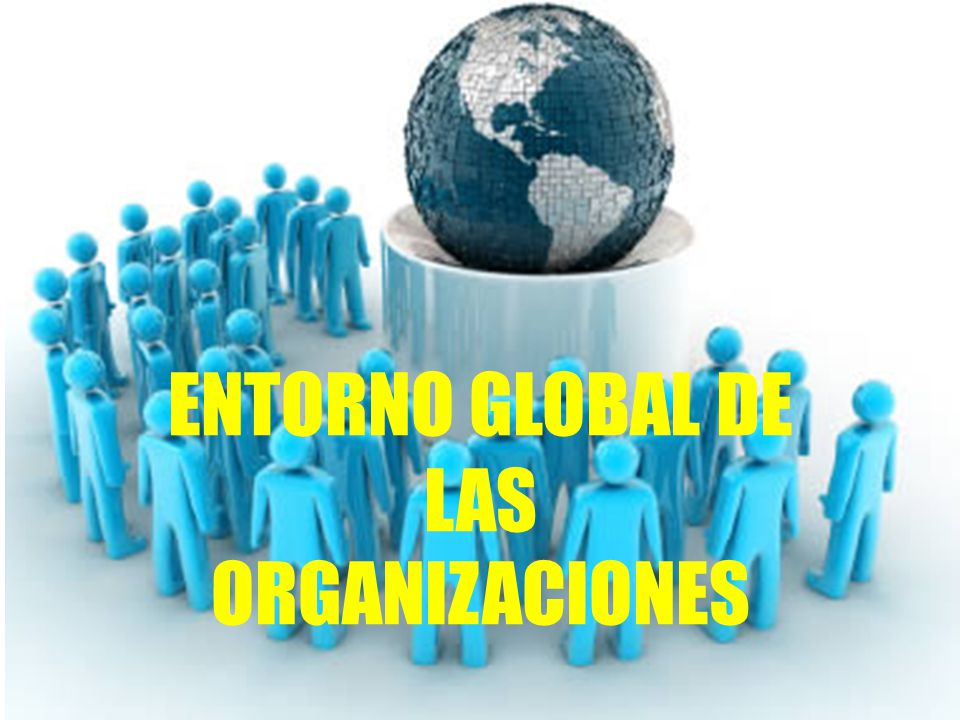 ENTORNO GLOBAL DE
LAS
ORGANIZACIONES